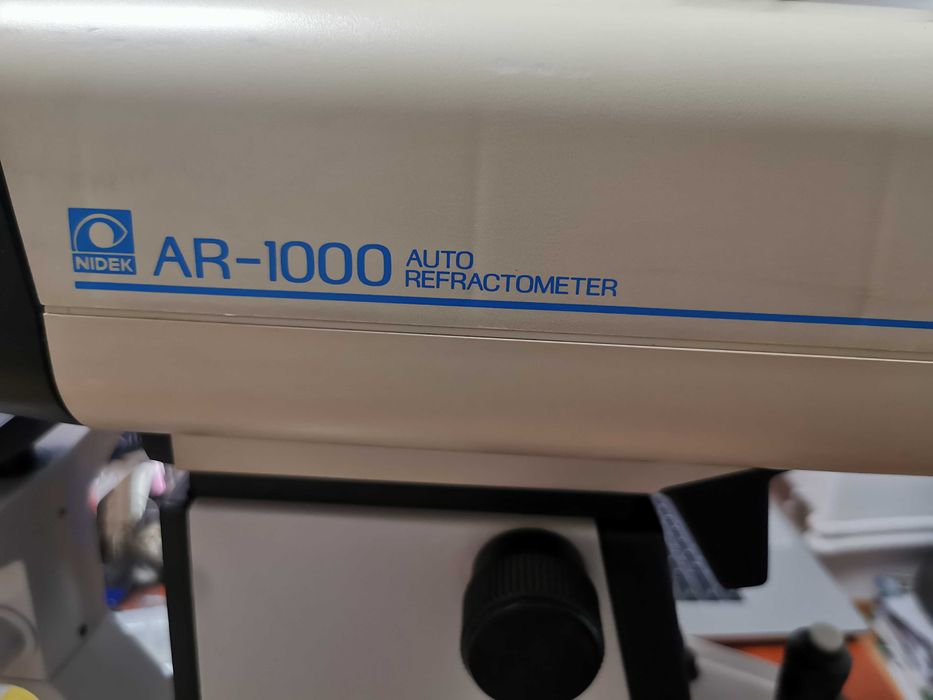 NIDEK
AR-1000
AUTO
REFRACTOMETER